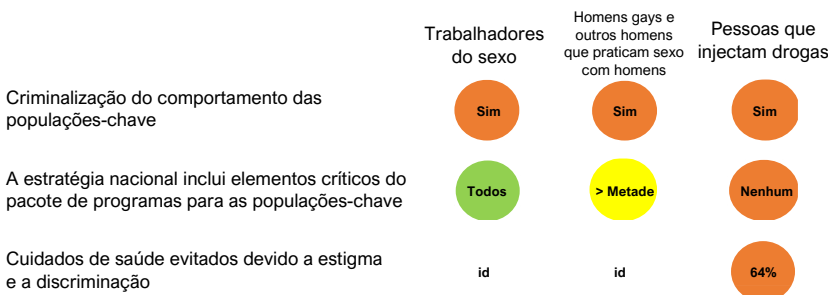 Trabalhadores
do sexo
Homens gays e
outros homens
que praticam sexo
com homens
Pessoas que
injectam drogas
Criminalização do comportamento das
populações-chave
Sim
Sim
Sim
A estratégia nacional inclui elementos críticos do
pacote de programas para as populações-chave
Todos
> Metade
Nenhum
Cuidados de saúde evitados devido a estigma
e a discriminação
id
id
64%